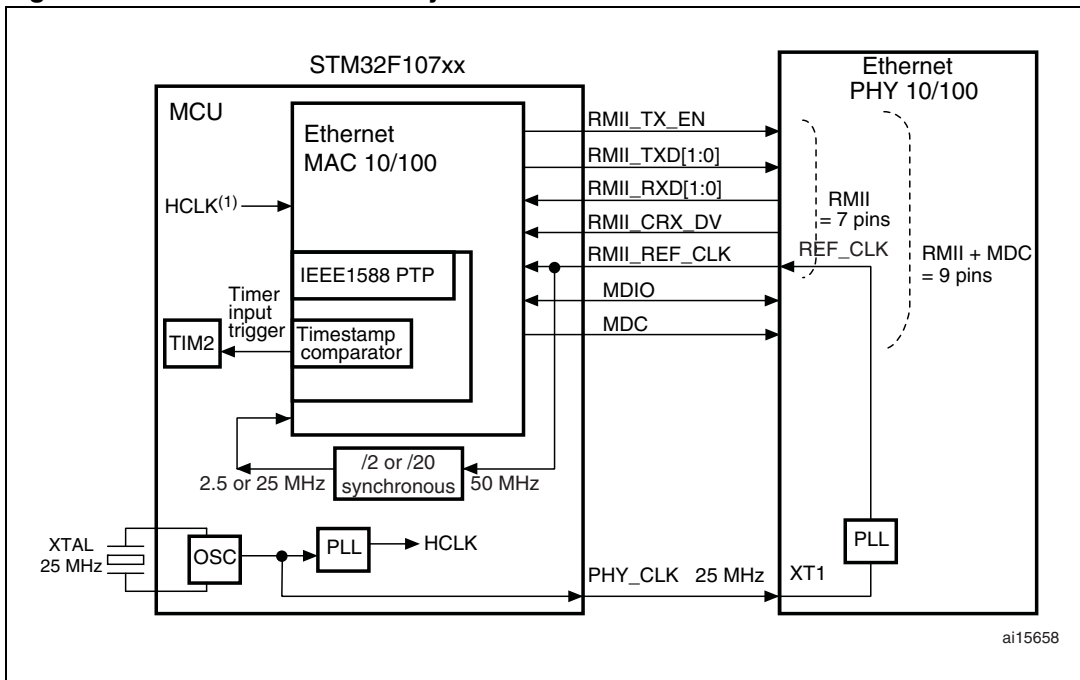 STM32F107xx
Ethernet
PHY 10/100
MCU
Ethernet
MAC 10/100
HCLK(1)
IEEE1588 PTP
Timer
input
trigger
Timestamp
comparator
TIM2
/2 or /20
synchronous
2.5 or 25 MHz
50 MHz
XTAL
25 MHz
OSC
PLL
HCLK
RMII_TX_EN
RMII_TXD[1:0]
RMII_RXD[1:0]
RMII_CRX_DV
RMII_REF_CLK
MDIO
MDC
PHY_CLK 25 MHz
RMII
= 7 pins
REF_CLK
RMII + MDC
= 9 pins
PLL
XT1
ai15658